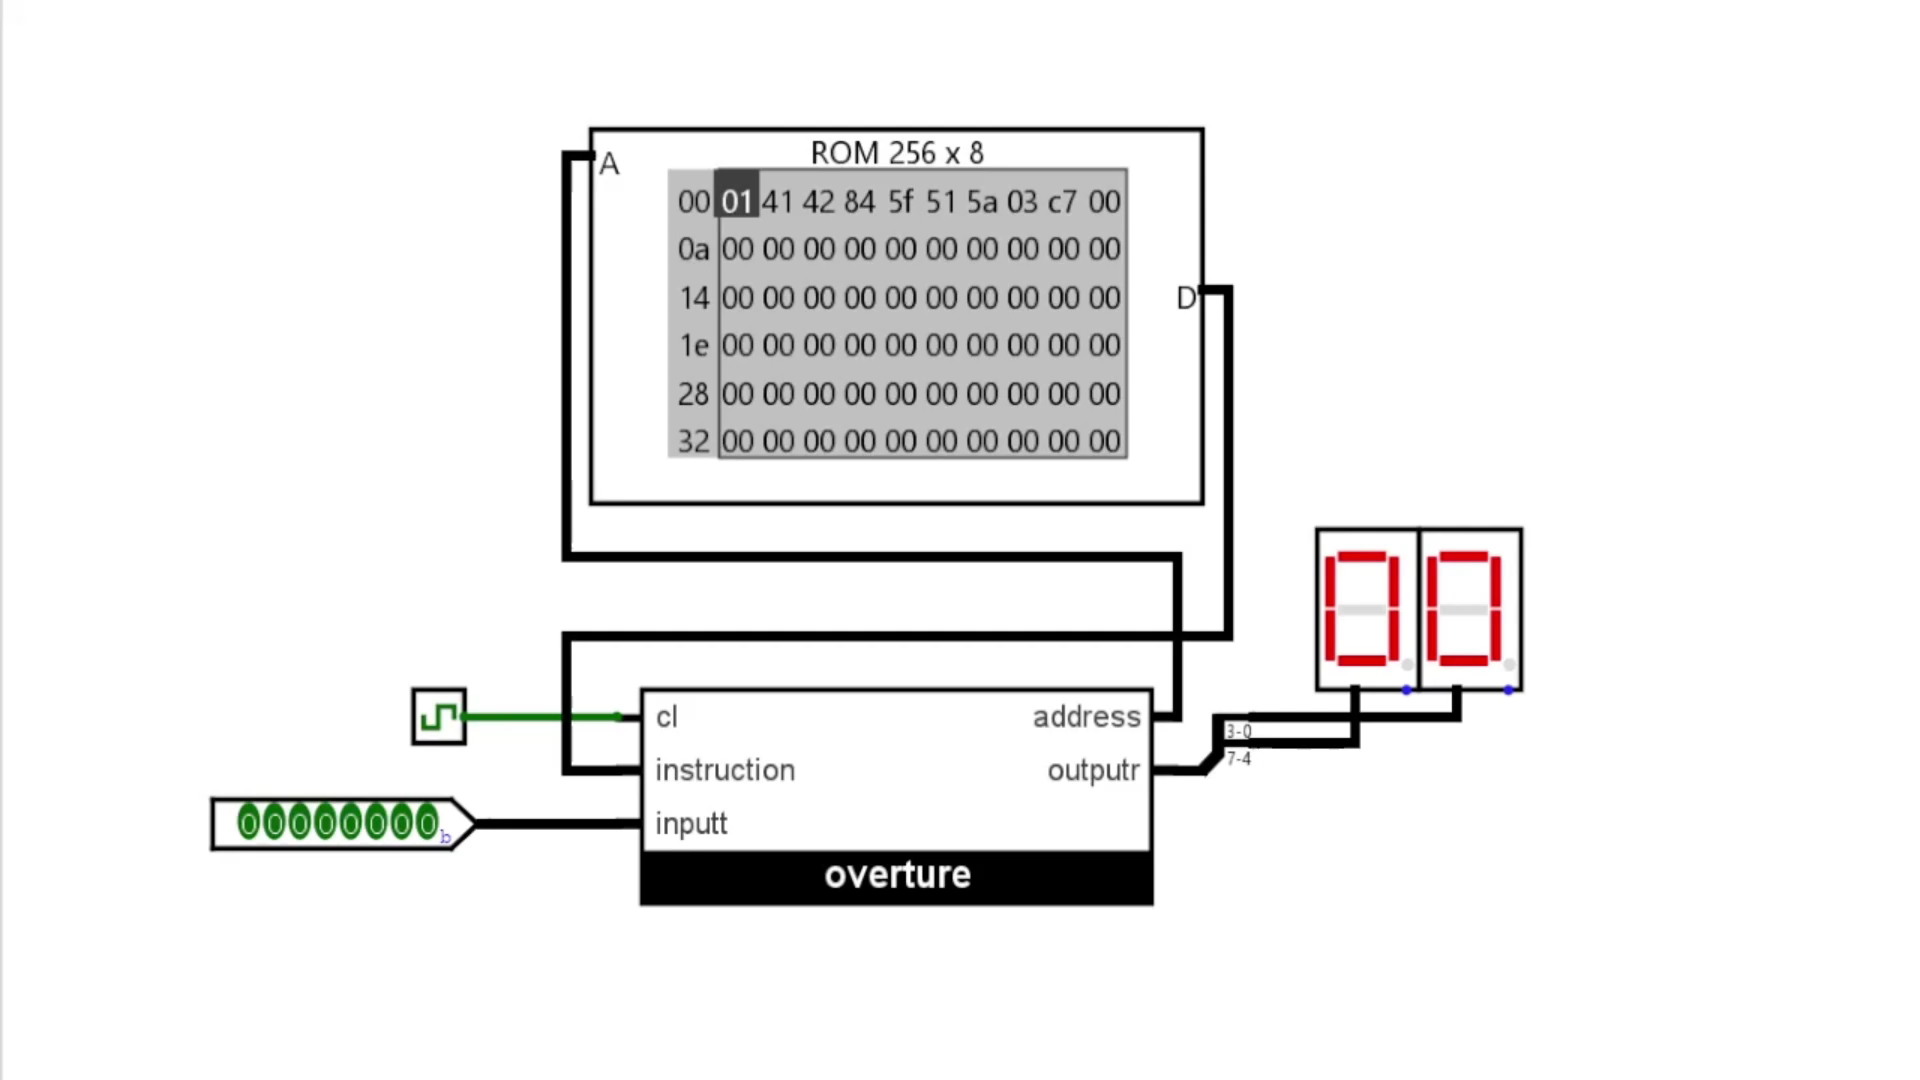 ROM 256 x 8
A
00 01 41 42 84 5f 51 5a 03 c7 00
0a 00 00 00 00 00 00 00 00 00 00
14 00 00 00 00 00 00 00 00 00 00
D
1e 00 00 00 00 00 00 00 00 00 00
28 00 00 00 00 00 00 00 00 00 00
32 00 00 00 00 00 00 00 00 00 00
00
cl
address
3-0
7-4
instruction
outputr
00000000b
inputt
overture